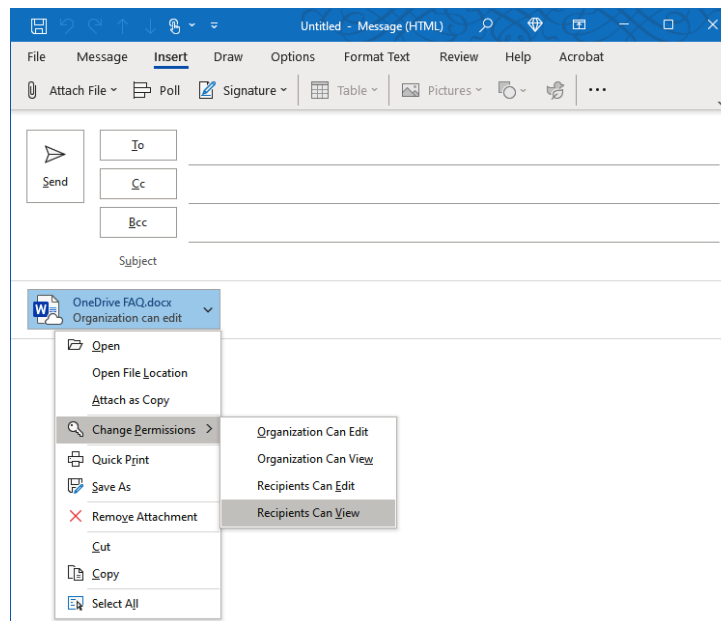 Untitled - Message (HTML)
File Message Insert Draw Options Format Text Review Help Acrobat
Attach File Poll Signature Table Pictures
To
Send
Cc
Bcc
Subject
W
OneDrive FAQ.docx
Organization can edit
Open
Open File Location
Attach as Copy
Change Permissions
Quick Print
Save As
Remove Attachment
Cut
Copy
Select All
Organization Can Edit
Organization Can View
Recipients Can Edit
Recipients Can View